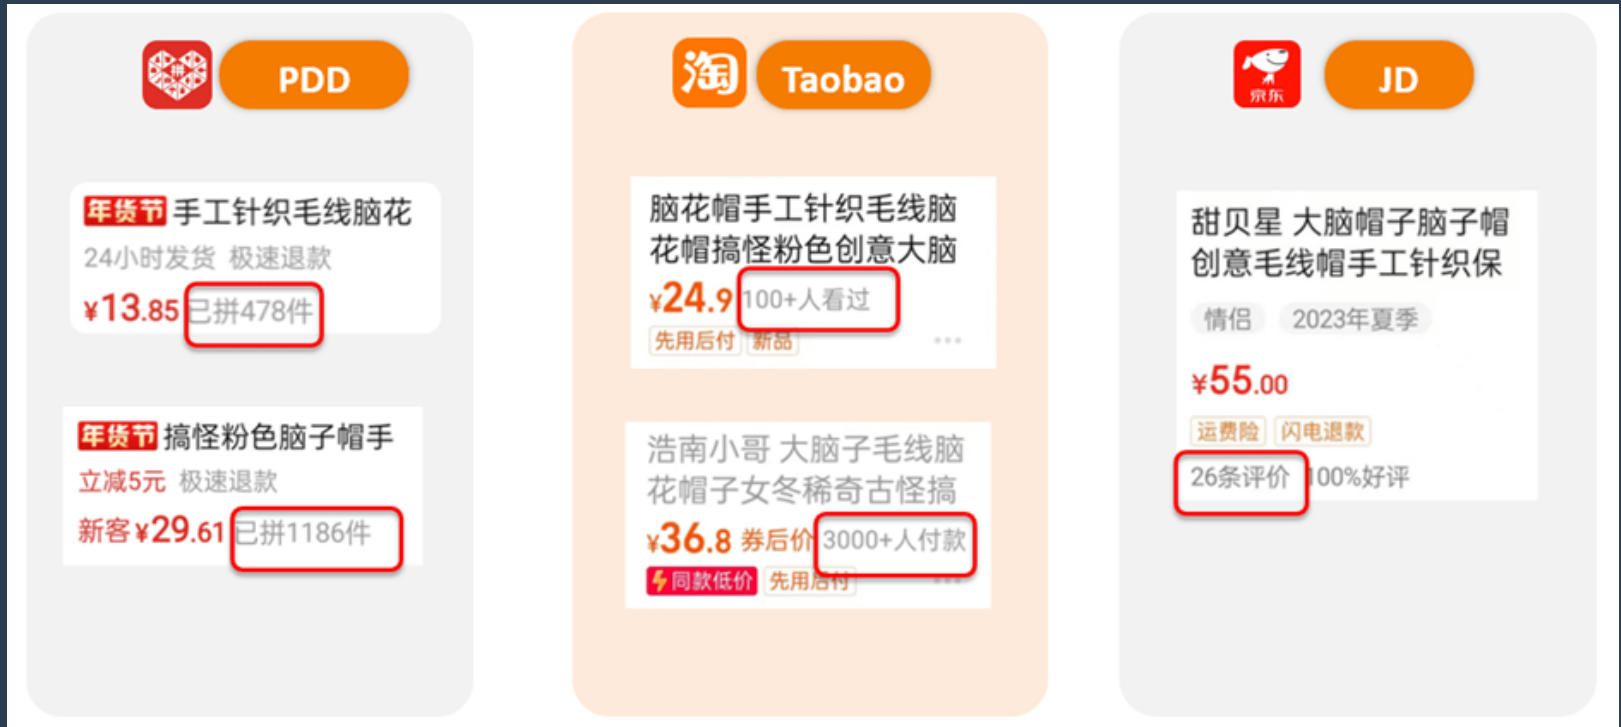 拼
PDD
年货节 手工针织毛线脑花
24小时发货 极速退款
¥13.85 已拼478件
年货节 搞怪粉色脑子帽手
立减5元 极速退款
新客 ¥29.61 已拼1186件
淘
Taobao
脑花帽手工针织毛线脑
花帽搞怪粉色创意大脑
¥24.9 100+人看过
先用后付 新品
浩南小哥 大脑子毛线脑
花帽子女冬稀奇古怪搞
¥36.8 券后价 3000+人付款
同款低价 先用后付
京东
JD
甜贝星 大脑帽子脑子帽
创意毛线帽手工针织保
情侣 2023年夏季
¥55.00
运费险 闪电退款
26条评价 100%好评